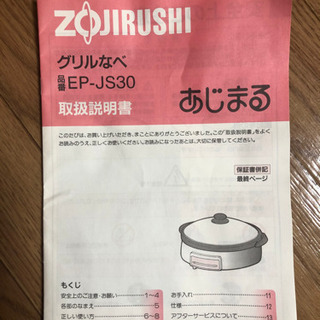 ZOJIRUSHI
グリルなべ
品番 EP-JS30
取扱説明書
あじまる
このたびは、お買い上げいただき、まことにありがとうございました。この「取扱説明書」をよく
お読みのうえ、正しくお使いください。お読みになったあとは、大切に保管してください。
保証書併記
最終ページ
もくじ
安全上のご注意・お願い 1~4
各部のなまえ 5
正しい使い方 6~8
お手入れ 11
仕様 12
アフターサービスについて 13